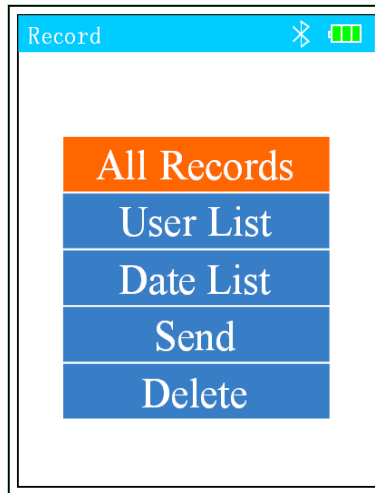 Record
All Records
User List
Date List
Send
Delete